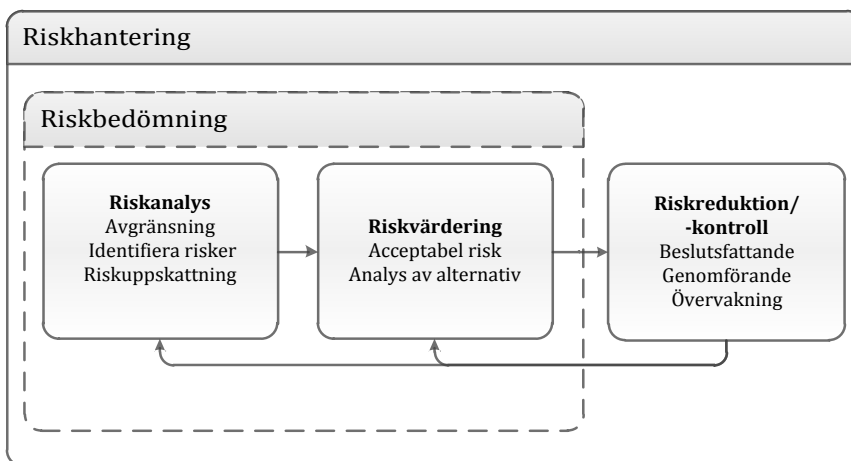 Riskhantering
Riskbedömning
Riskanalys
Avgränsning
Identifiera risker
Riskuppskattning
Riskvärdering
Acceptabel risk
Analys av alternativ
Riskreduktion/
-kontroll
Beslutsfattande
Genomförande
Övervakning